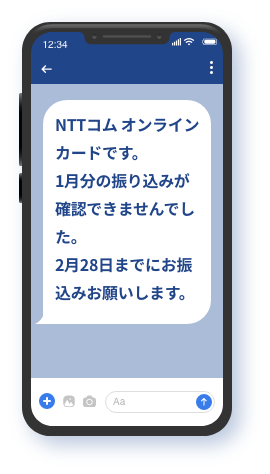 12:34
NTTコム オンライン
カードです。
1月分の振り込みが
確認できませんでし
た。
2月28日までにお振
込みお願いします。
Aa